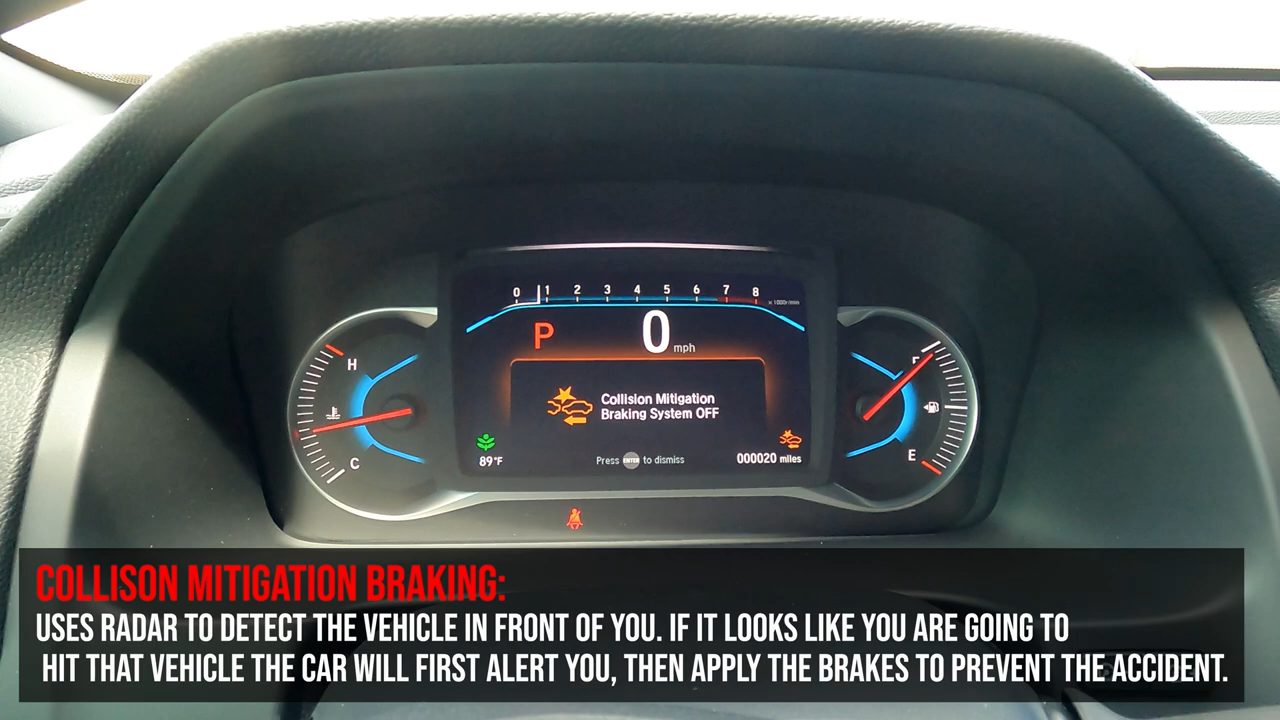 0 1 2 3 4 5 6 7 8 x1000r/min
P 0 mph
H
C
F
E
Collision Mitigation
Braking System OFF
89°F
Press ENTER to dismiss
000020 miles
COLLISON MITIGATION BRAKING:
USES RADAR TO DETECT THE VEHICLE IN FRONT OF YOU. IF IT LOOKS LIKE YOU ARE GOING TO
HIT THAT VEHICLE THE CAR WILL FIRST ALERT YOU, THEN APPLY THE BRAKES TO PREVENT THE ACCIDENT.